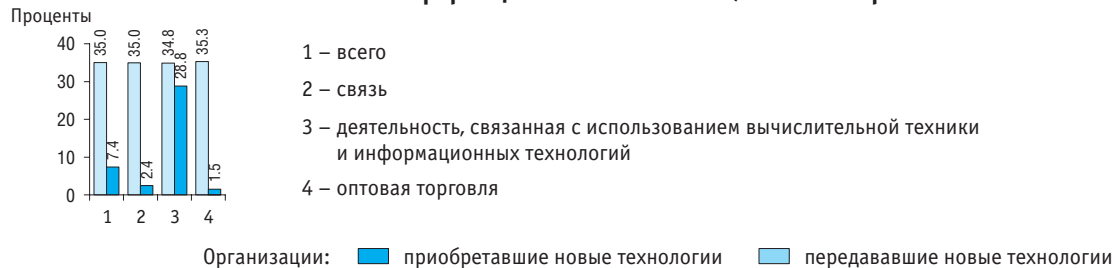 Проценты
40
30
20
10
0
35.0
7.4
35.0
2.4
34.8
28.8
35.3
1.5
1 2 3 4
1 – всего
2 – связь
3 – деятельность, связанная с использованием вычислительной техники
и информационных технологий
4 – оптовая торговля
Организации: приобретавшие новые технологии передававшие новые технологии